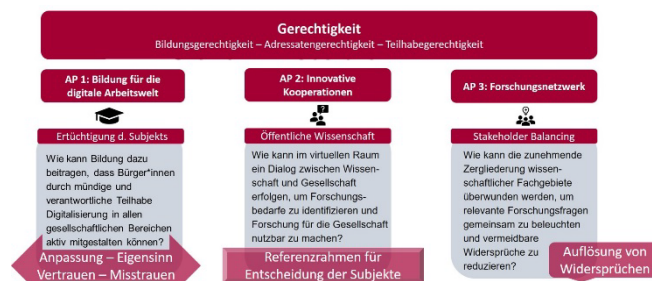 Gerechtigkeit
Bildungsgerechtigkeit – Adressatengerechtigkeit – Teilhabegerechtigkeit
AP 1: Bildung für die
digitale Arbeitswelt
Ertüchtigung d. Subjekts
Wie kann Bildung dazu
beitragen, dass Bürger*innen
durch mündige und
verantwortliche Teilhabe
Digitalisierung in allen
gesellschaftlichen Bereichen
aktiv mitgestalten können?
Anpassung – Eigensinn
Vertrauen – Misstrauen
AP 2: Innovative
Kooperationen
?
Öffentliche Wissenschaft
Wie kann im virtuellen Raum
ein Dialog zwischen Wissen-
schaft und Gesellschaft
erfolgen, um Forschungs-
bedarfe zu identifizieren und
Forschung für die Gesellschaft
nutzbar zu machen?
Referenzrahmen für
Entscheidung der Subjekte
AP 3: Forschungsnetzwerk
Stakeholder Balancing
Wie kann die zunehmende
Zergliederung wissen-
schaftlicher Fachgebiete
überwunden werden, um
relevante Forschungsfragen
gemeinsam zu beleuchten
und vermeidbare
Widersprüche zu
reduzieren?
Auflösung von
Widersprüchen